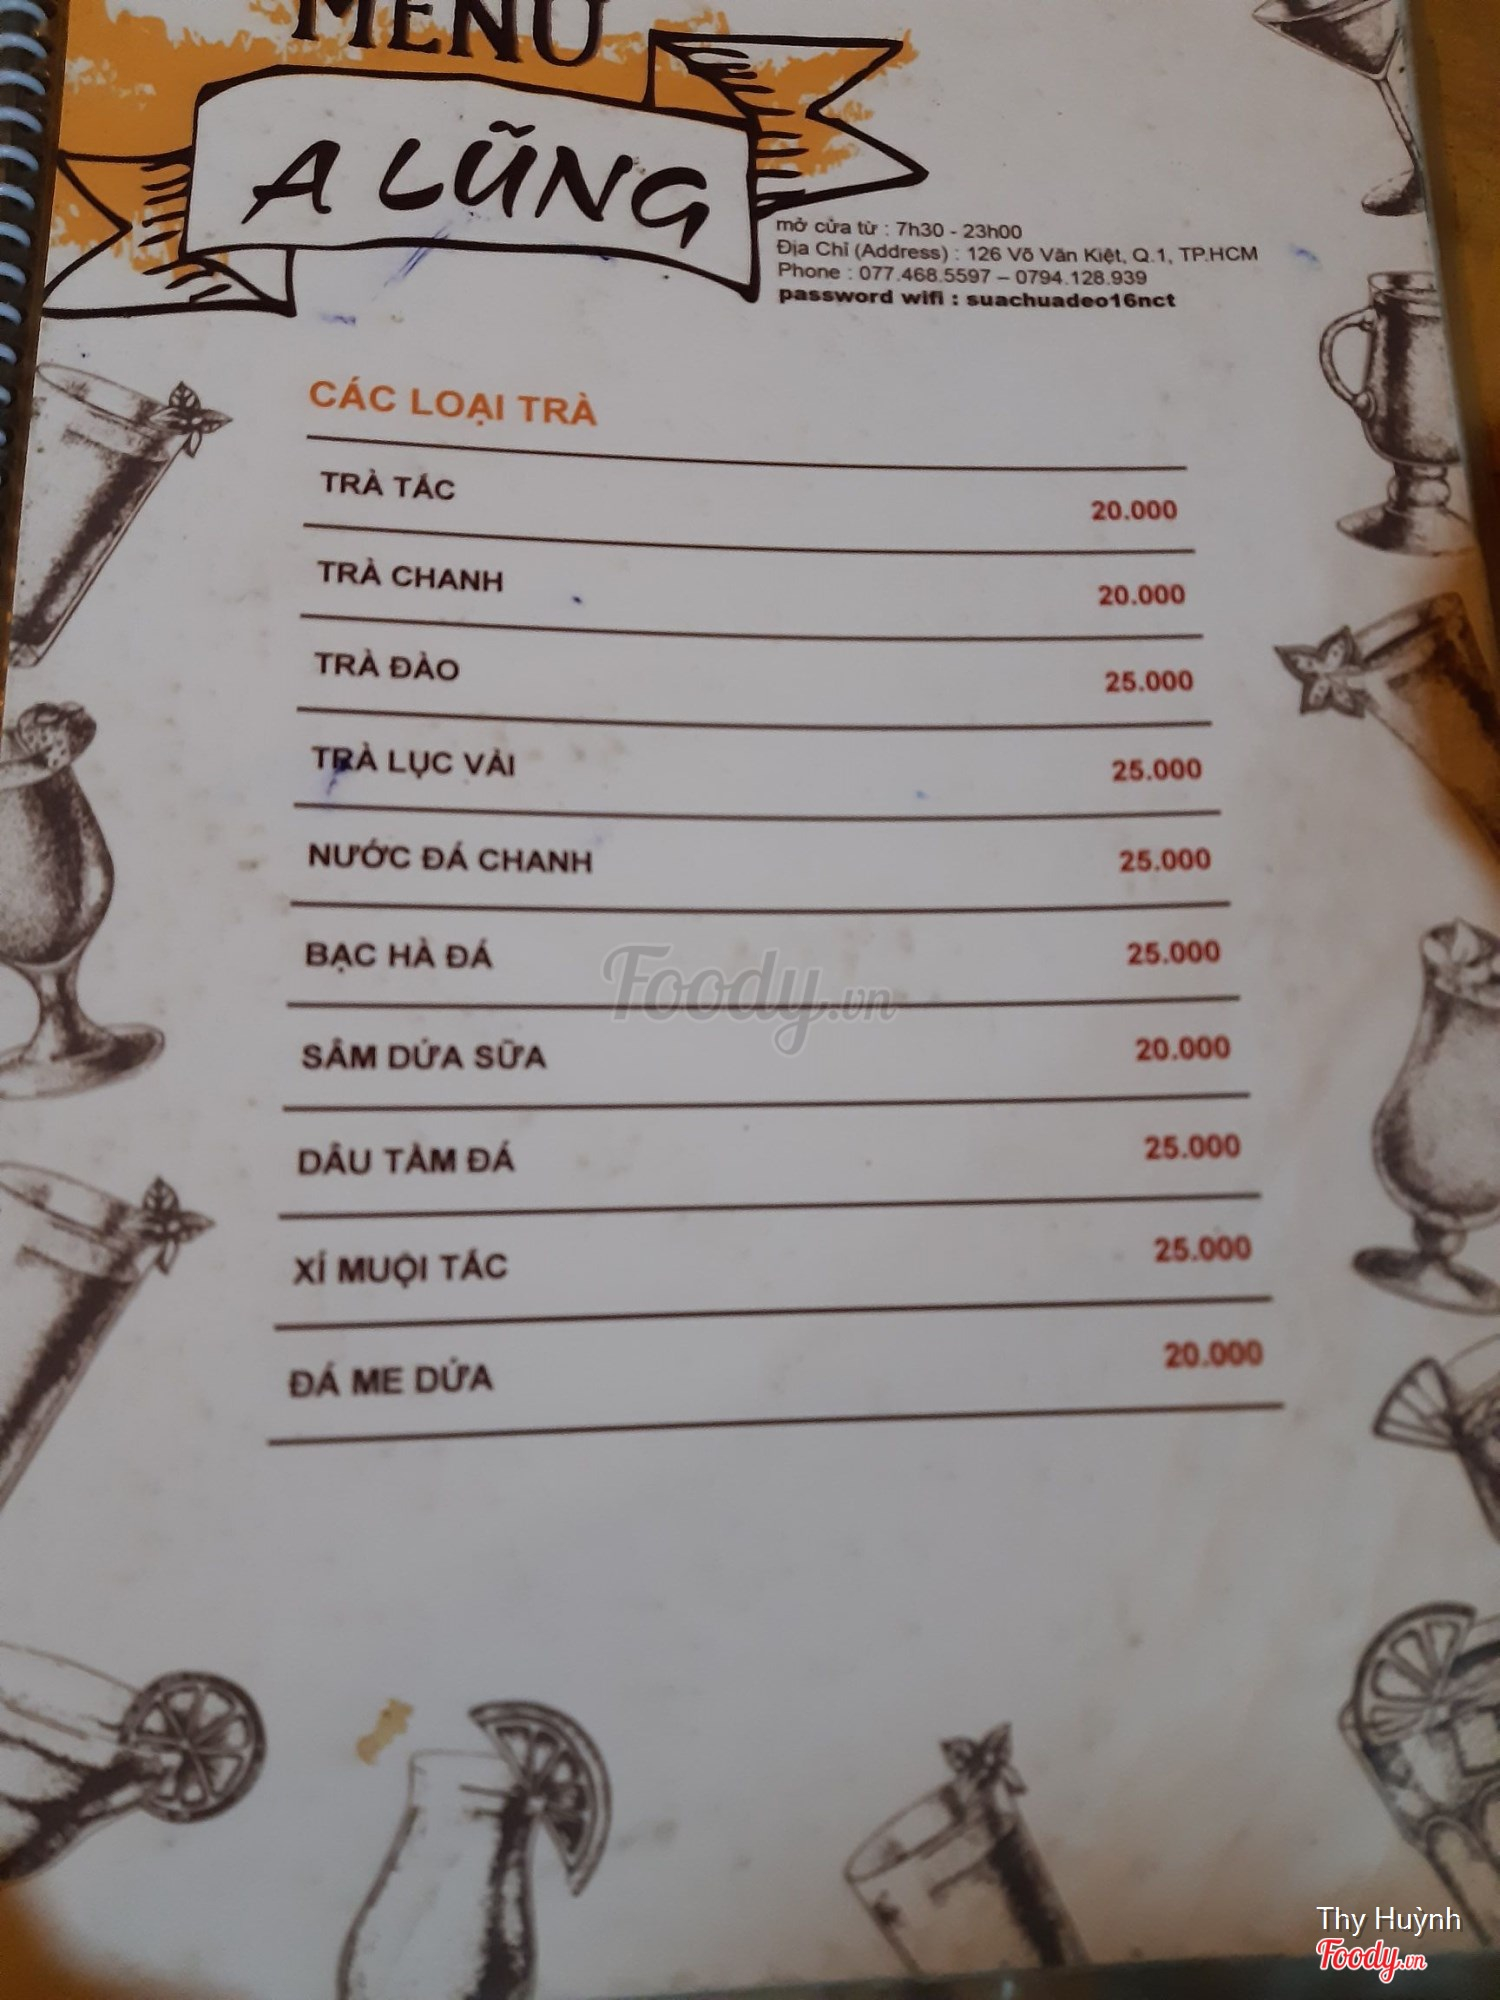 MENU
A LŨNG
mở cửa từ : 7h30 - 23h00
Địa Chỉ (Address) : 126 Võ Văn Kiệt, Q.1, TP.HCM
Phone : 077.468.5597 – 0794.128.939
password wifi : suachuadeo16nct
CÁC LOẠI TRÀ
TRÀ TÁC 20.000
TRÀ CHANH 20.000
TRÀ ĐÀO 25.000
TRÀ LỤC VẢI 25.000
NƯỚC ĐÁ CHANH 25.000
BẠC HÀ ĐÁ 25.000
SÂM DỨA SỮA 20.000
DÂU TẰM ĐÁ 25.000
XÍ MUỘI TÁC 25.000
ĐÁ ME DỨA 20.000
Foody.vn
Thy Huỳnh
Foody.vn